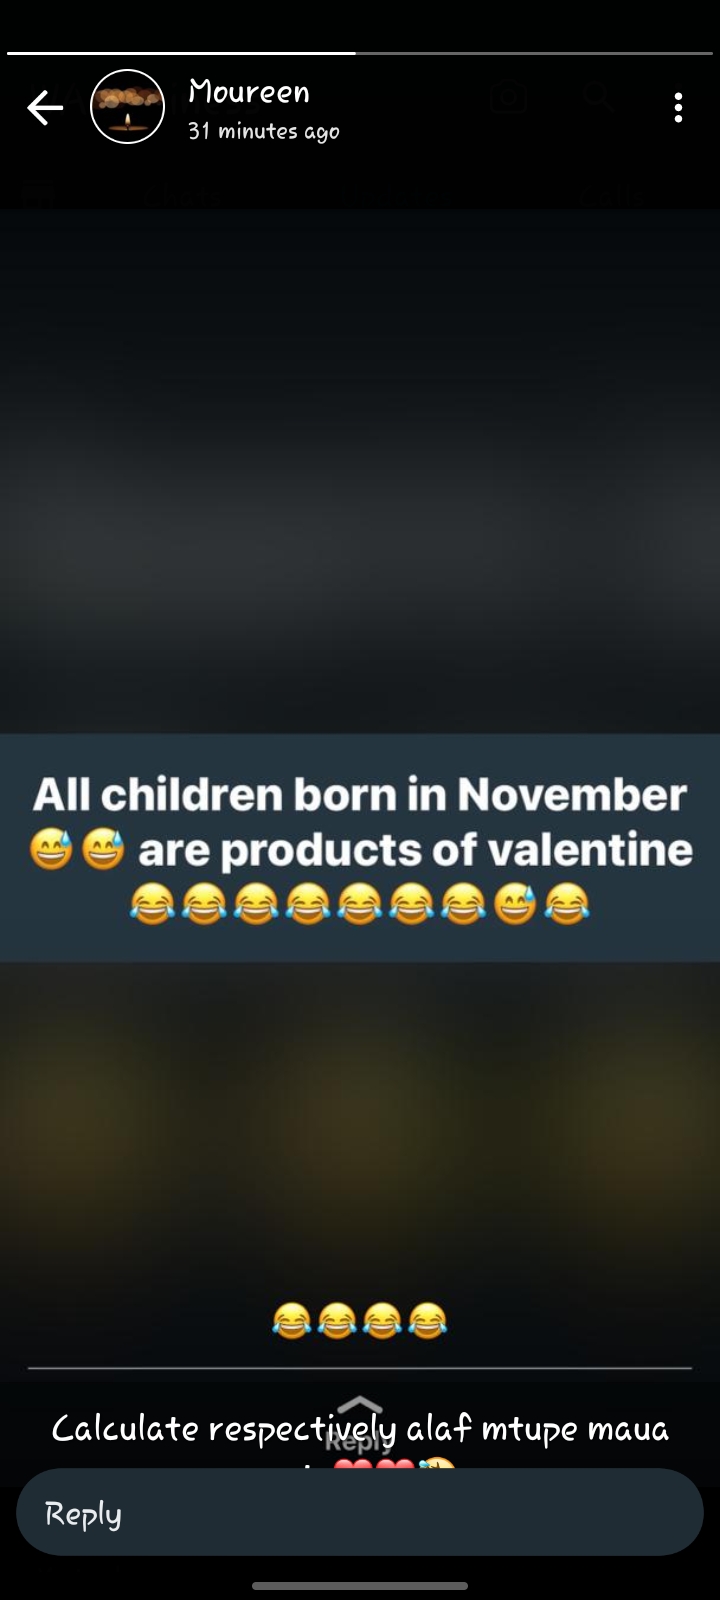 Moureen
31 minutes ago
All children born in November
😅😅 are products of valentine
😂😂😂😂😂😂😂😅😂
😂😂😂😂
Calculate respectively alaf mtupe maua
Reply
Reply